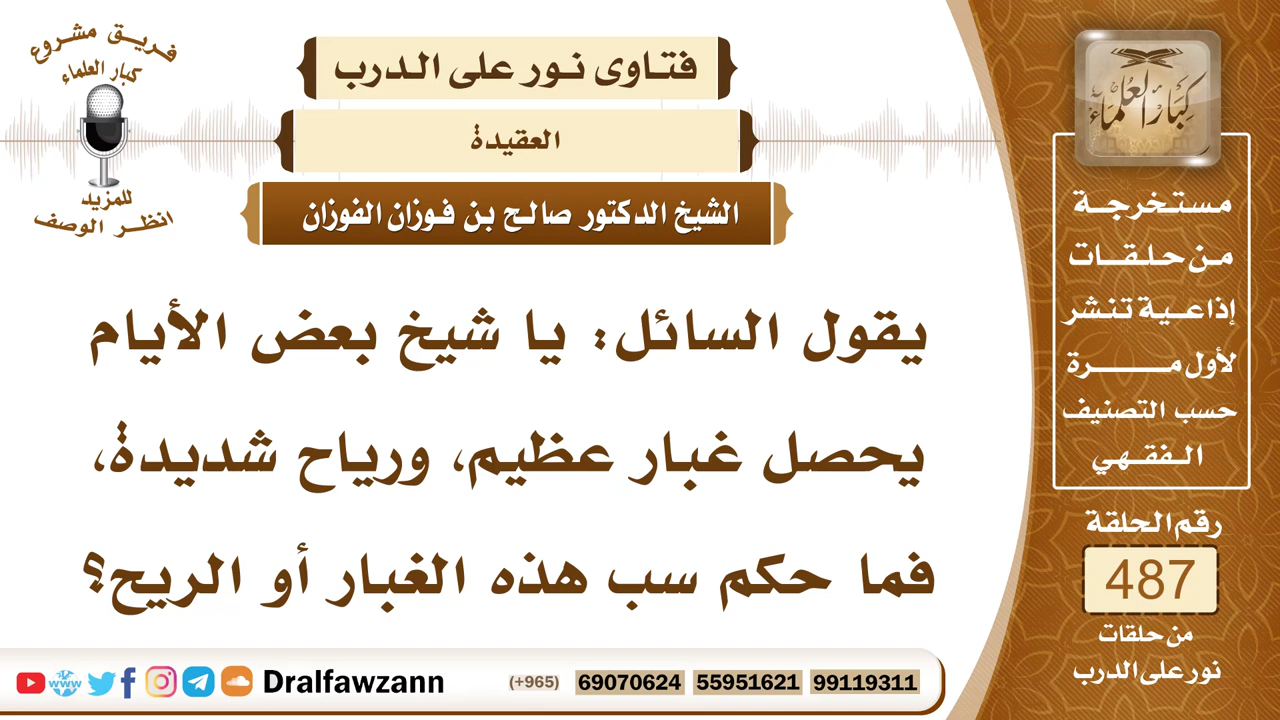 فريق مشروع
كبار العلماء
للمزيد
انظر الوصف
فتاوى نور على الدرب
العقيدة
الشيخ الدكتور صالح بن فوزان الفوزان
يقول السائل: يا شيخ بعض الأيام
يحصل غبار عظيم، ورياح شديدة،
فما حكم سب هذه الغبار أو الريح؟
كبار العلماء
مستخرجة
من حلقات
إذاعية تنشر
لأول مرة
حسب التصنيف
الفقهي
رقم الحلقة
487
من حلقات
نور على الدرب
www
Dralfawzann (+965) 69070624 55951621 99119311